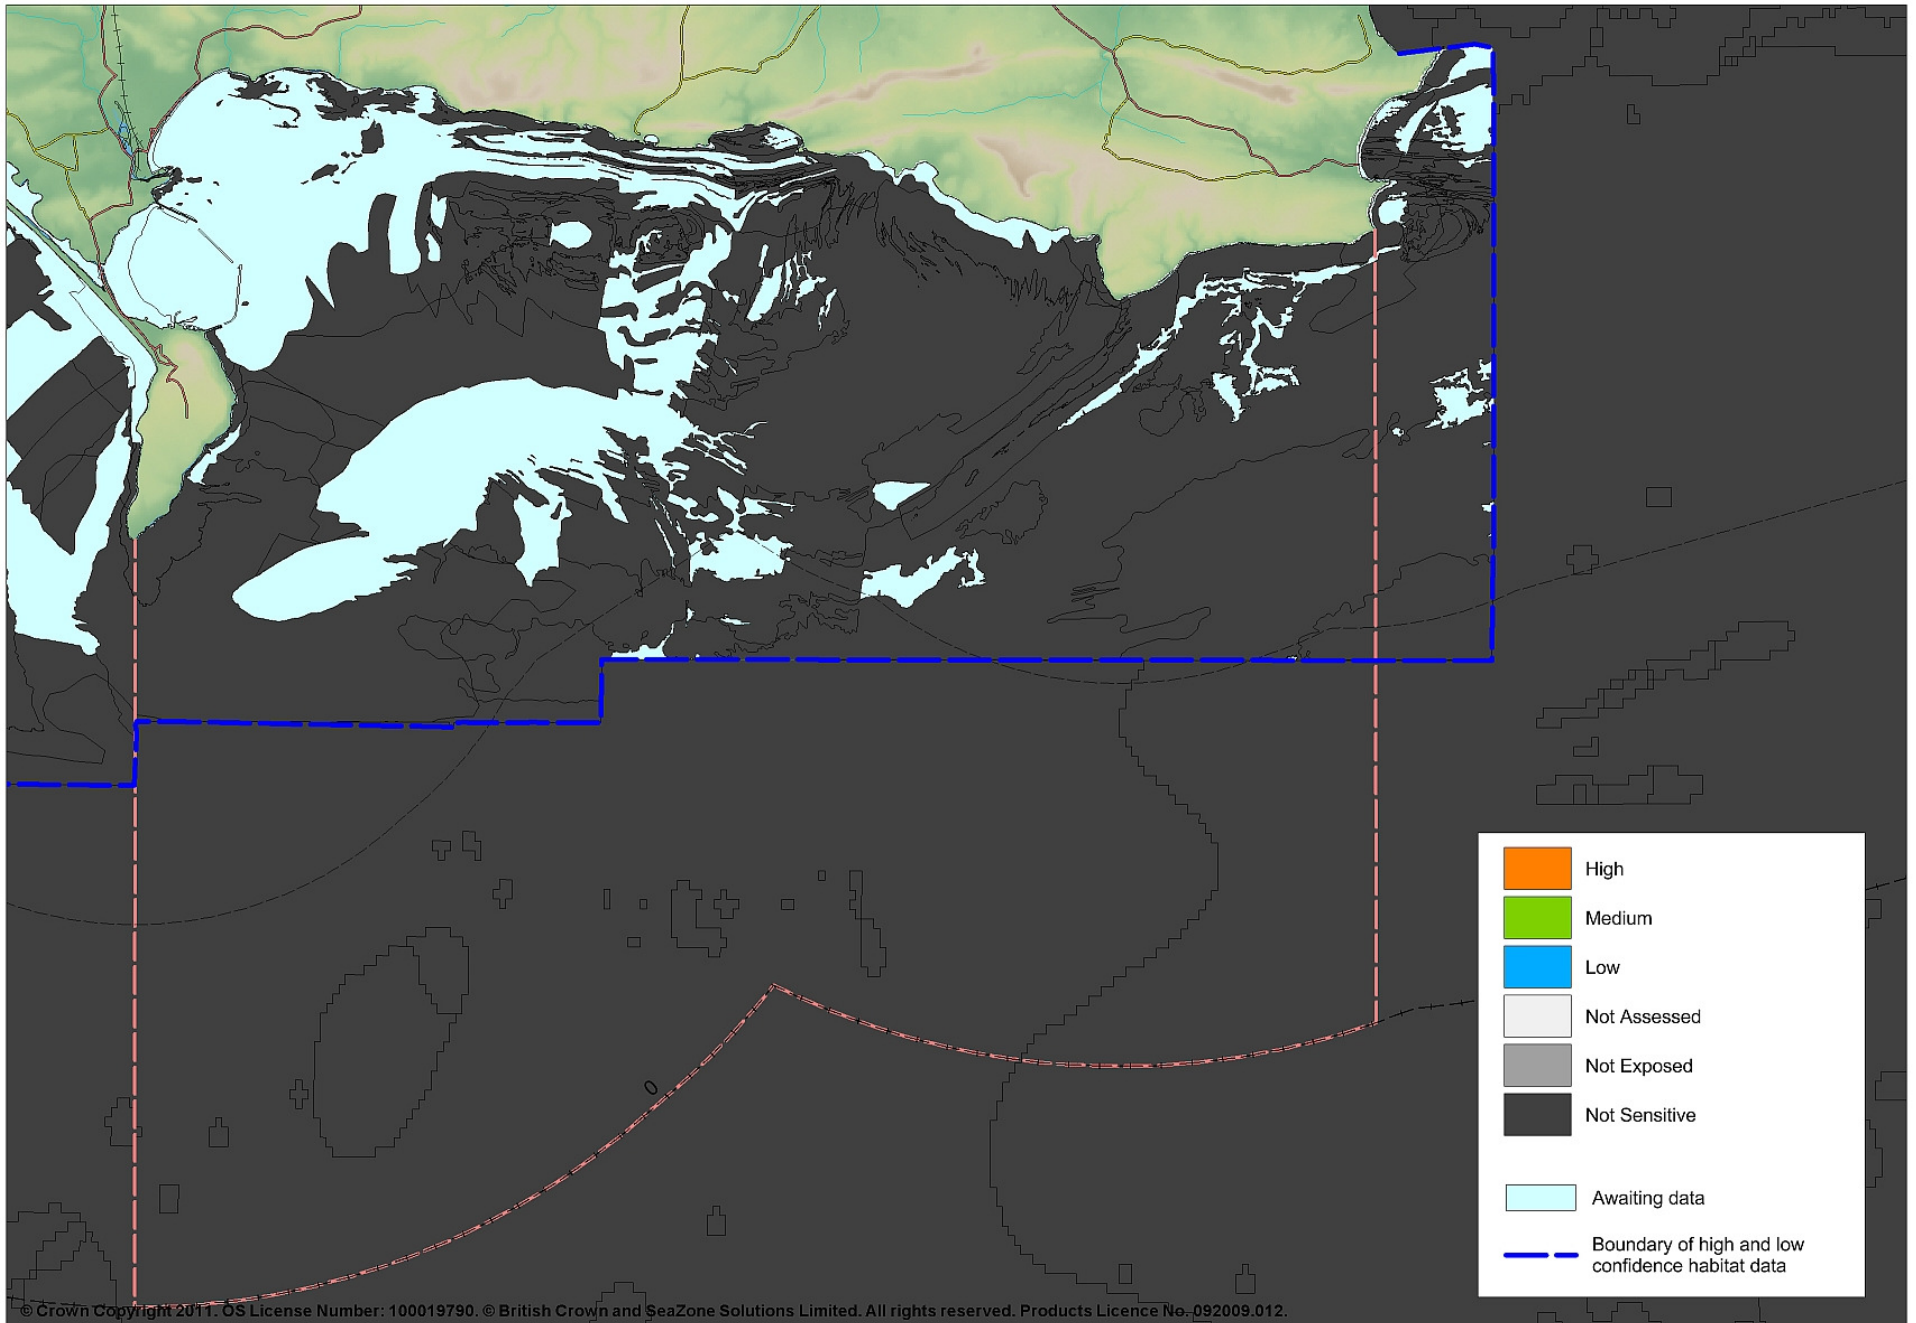 High
Medium
Low
Not Assessed
Not Exposed
Not Sensitive
Awaiting data
Boundary of high and low
confidence habitat data
0
© Crown Copyright 2011. OS License Number: 100019790. © British Crown and SeaZone Solutions Limited. All rights reserved. Products Licence No. 092009.012.